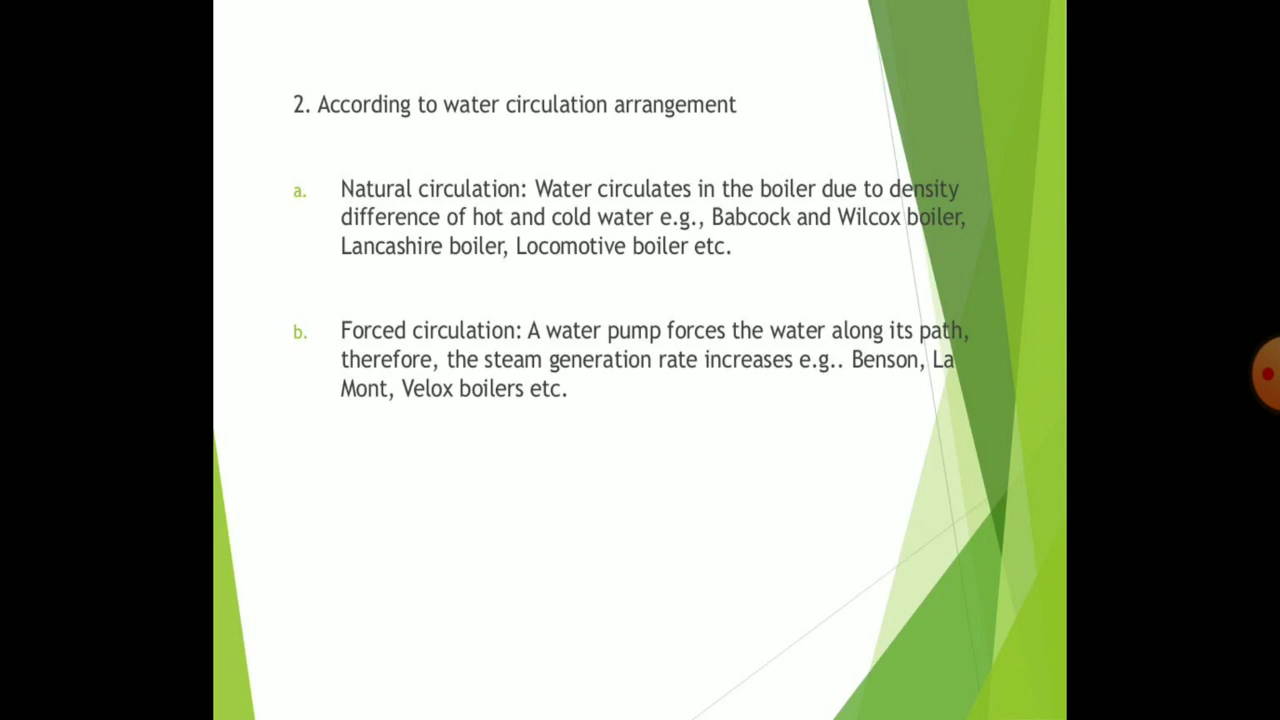 2. According to water circulation arrangement
a. Natural circulation: Water circulates in the boiler due to density
difference of hot and cold water e.g., Babcock and Wilcox boiler,
Lancashire boiler, Locomotive boiler etc.
b. Forced circulation: A water pump forces the water along its path,
therefore, the steam generation rate increases e.g.. Benson, La
Mont, Velox boilers etc.